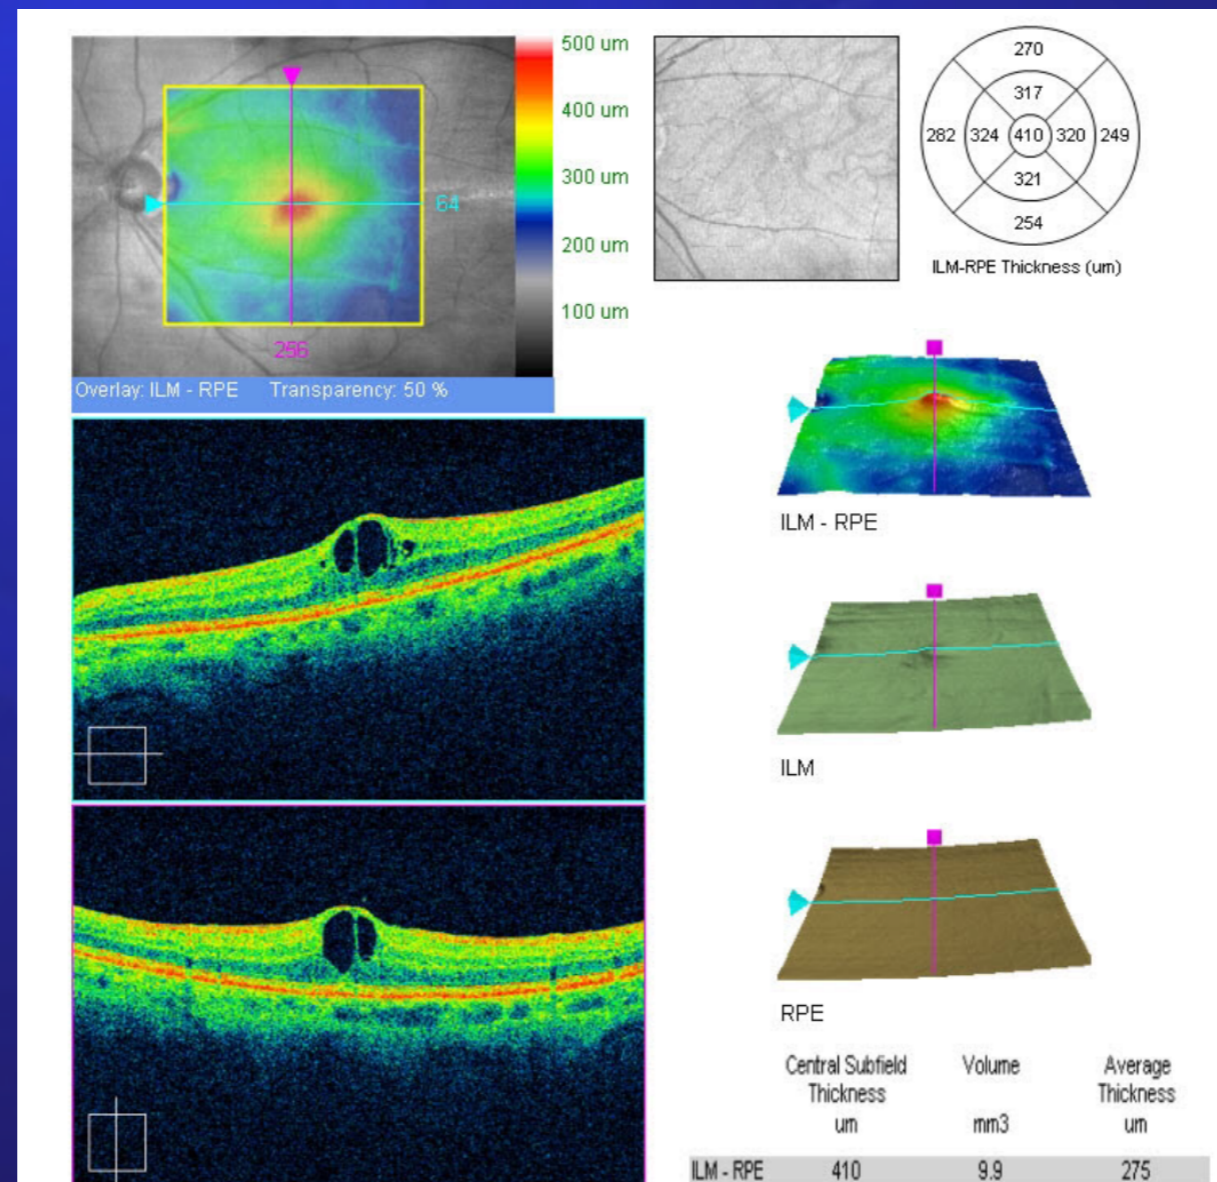 500 um
400 um
300 um
200 um
100 um
64
256
Overlay: ILM - RPE Transparency: 50 %
270
317
282 324 410 320 249
321
254
ILM-RPE Thickness (um)
ILM - RPE
ILM
RPE
Central Subfield Thickness um
Volume mm3
Average Thickness um
ILM - RPE 410 9.9 275